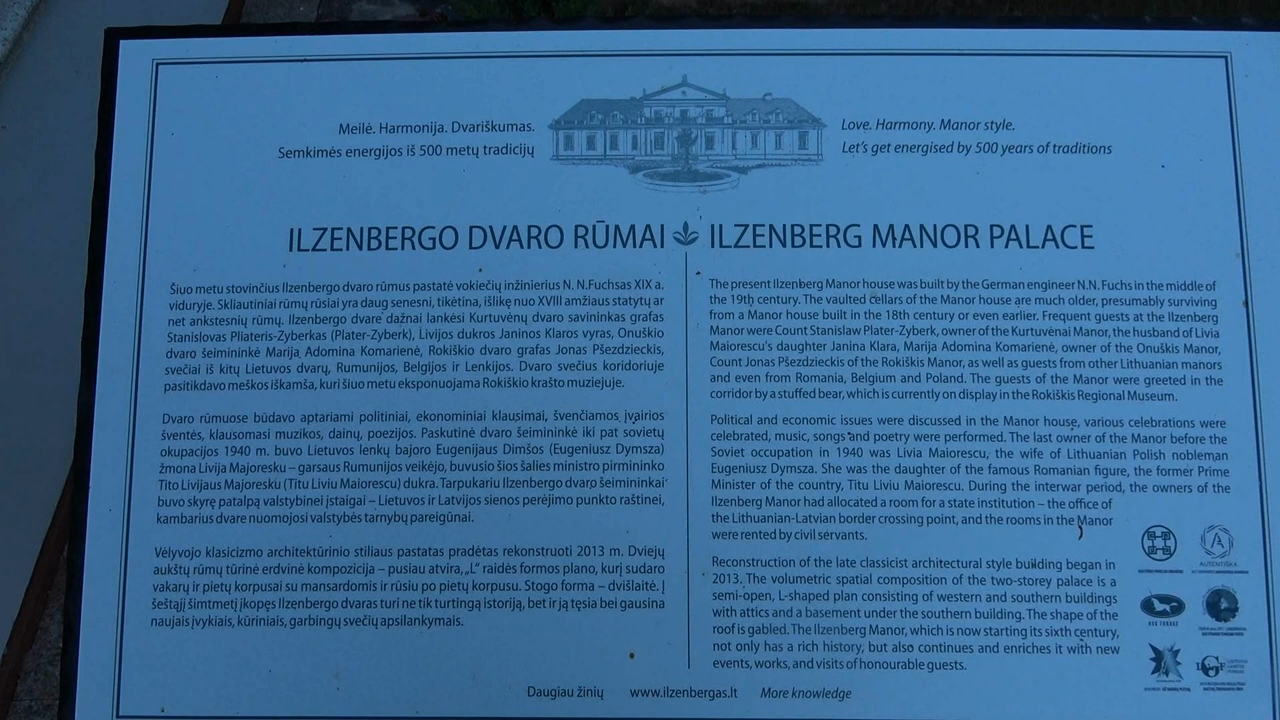 Meilė. Harmonija. Dvariškumas.
Semkimės energijos iš 500 metų tradicijų
Love. Harmony. Manor style.
Let's get energised by 500 years of traditions
ILZENBERGO DVARO RŪMAI
ILZENBERG MANOR PALACE
Šiuo metu stovinčius Ilzenbergo dvaro rūmus pastatė vokiečių inžinierius N. N.Fuchsas XIX a.
viduryje. Skliautiniai rūmų rūsiai yra daug senesni, tikėtina, išlikę nuo XVIII amžiaus statytų ar
net ankstesnių rūmų. Ilzenbergo dvare dažnai lankėsi Kurtuvėnų dvaro savininkas grafas
Stanislovas Pliateris-Zyberkas (Plater-Zyberk), Livijos dukros Janinos Klaros vyras, Onuškio
dvaro šeimininkė Marija Adomina Komarienė, Rokiškio dvaro grafas Jonas Pšezdzieckis,
svečiai iš kitų Lietuvos dvarų, Rumunijos, Belgijos ir Lenkijos. Dvaro svečius koridoriuje
pasitikdavo meškos iškamša, kuri šiuo metu eksponuojama Rokiškio krašto muziejuje.
Dvaro rūmuose būdavo aptariami politiniai, ekonominiai klausimai, švenčiamos įvairios
šventės, klausomasi muzikos, dainų, poezijos. Paskutinė dvaro šeimininkė iki pat sovietų
okupacijos 1940 m. buvo Lietuvos lenkų bajoro Eugenijaus Dimšos (Eugeniusz Dymsza)
žmona Livija Majoresku – garsaus Rumunijos veikėjo, buvusio šios šalies ministro pirmininko
Tito Livijaus Majoresku (Titu Liviu Maiorescu) dukra. Tarpukariu Ilzenbergo dvaro šeimininkai
buvo skyrę patalpą valstybinei įstaigai – Lietuvos ir Latvijos sienos perėjimo punkto raštinei,
kambarius dvare nuomojosi valstybės tarnybų pareigūnai.
Vėlyvojo klasicizmo architektūrinio stiliaus pastatas pradėtas rekonstruoti 2013 m. Dviejų
aukštų rūmų tūrinė erdvinė kompozicija – pusiau atvira, „L“ raidės formos plano, kurį sudaro
vakarų ir pietų korpusai su mansardomis ir rūsiu po pietų korpusu. Stogo forma – dvišlaitė. Į
šeštąjį šimtmetį įkopęs Ilzenbergo dvaras turi ne tik turtingą istoriją, bet ir ją tęsia bei gausina
naujais įvykiais, kūriniais, garbingų svečių apsilankymais.
The present Ilzenberg Manor house was built by the German engineer N.N. Fuchs in the middle of
the 19th century. The vaulted cellars of the Manor house are much older, presumably surviving
from a Manor house built in the 18th century or even earlier. Frequent guests at the Ilzenberg
Manor were Count Stanislaw Plater-Zyberk, owner of the Kurtuvėnai Manor, the husband of Livia
Maiorescu's daughter Janina Klara, Marija Adomina Komarienė, owner of the Onuškis Manor,
Count Jonas Pšezdzieckis of the Rokiškis Manor, as well as guests from other Lithuanian manors
and even from Romania, Belgium and Poland. The guests of the Manor were greeted in the
corridor by a stuffed bear, which is currently on display in the Rokiškis Regional Museum.
Political and economic issues were discussed in the Manor house, various celebrations were
celebrated, music, songs and poetry were performed. The last owner of the Manor before the
Soviet occupation in 1940 was Livia Maiorescu, the wife of Lithuanian Polish nobleman
Eugeniusz Dymsza. She was the daughter of the famous Romanian figure, the former Prime
Minister of the country, Titu Liviu Maiorescu. During the interwar period, the owners of the
Ilzenberg Manor had allocated a room for a state institution – the office of
the Lithuanian-Latvian border crossing point, and the rooms in the Manor
were rented by civil servants.
Reconstruction of the late classicist architectural style building began in
2013. The volumetric spatial composition of the two-storey palace is a
semi-open, L-shaped plan consisting of western and southern buildings
with attics and a basement under the southern building. The shape of the
roof is gabled. The Ilzenberg Manor, which is now starting its sixth century,
not only has a rich history, but also continues and enriches it with new
events, works, and visits of honourable guests.
AUTENTIŠKA
Daugiau žinių www.ilzenbergas.lt More knowledge